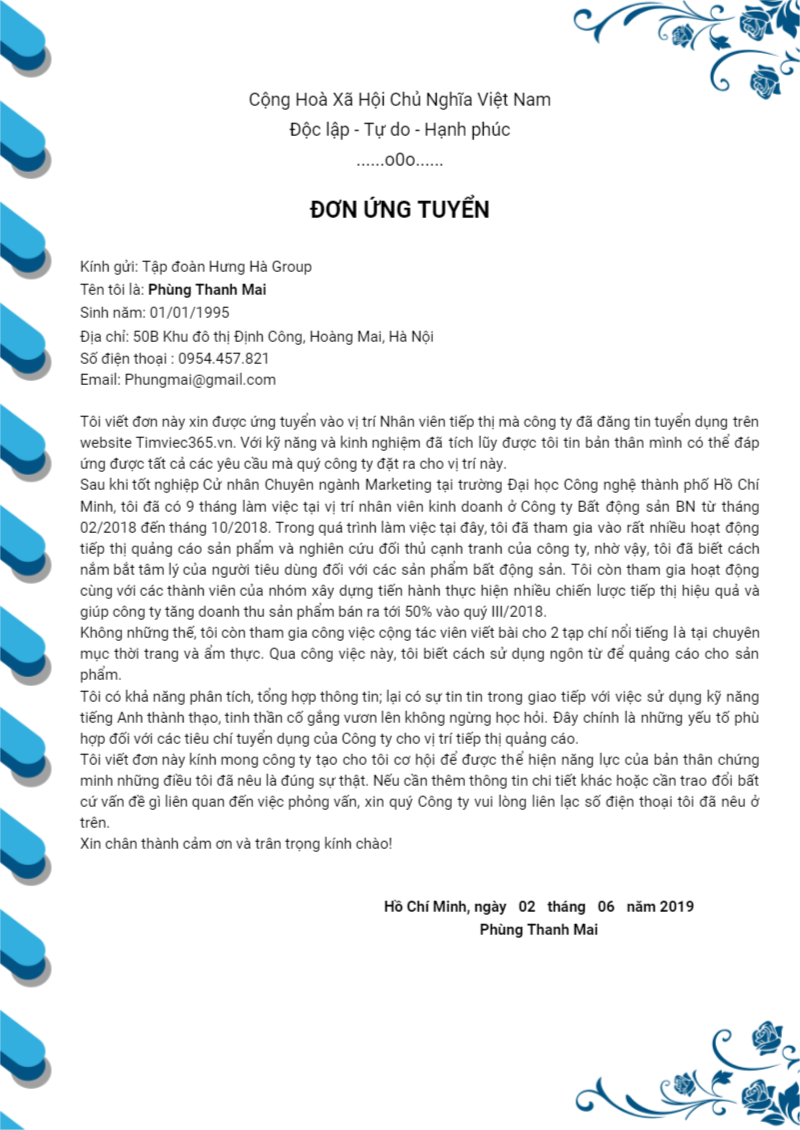 Cộng Hoà Xã Hội Chủ Nghĩa Việt Nam
Độc lập - Tự do - Hạnh phúc
......o0o......
ĐƠN ỨNG TUYỂN
Kính gửi: Tập đoàn Hưng Hà Group
Tên tôi là: Phùng Thanh Mai
Sinh năm: 01/01/1995
Địa chỉ: 50B Khu đô thị Định Công, Hoàng Mai, Hà Nội
Số điện thoại : 0954.457.821
Email: Phungmai@gmail.com
Tôi viết đơn này xin được ứng tuyển vào vị trí Nhân viên tiếp thị mà công ty đã đăng tin tuyển dụng trên
website Timviec365.vn. Với kỹ năng và kinh nghiệm đã tích lũy được tôi tin bản thân mình có thể đáp
ứng được tất cả các yêu cầu mà quý công ty đặt ra cho vị trí này.
Sau khi tốt nghiệp Cử nhân Chuyên ngành Marketing tại trường Đại học Công nghệ thành phố Hồ Chí
Minh, tôi đã có 9 tháng làm việc tại vị trí nhân viên kinh doanh ở Công ty Bất động sản BN từ tháng
02/2018 đến tháng 10/2018. Trong quá trình làm việc tại đây, tôi đã tham gia vào rất nhiều hoạt động
tiếp thị quảng cáo sản phẩm và nghiên cứu đối thủ cạnh tranh của công ty, nhờ vậy, tôi đã biết cách
nắm bắt tâm lý của người tiêu dùng đối với các sản phẩm bất động sản. Tôi còn tham gia hoạt động
cùng với các thành viên của nhóm xây dựng tiến hành thực hiện nhiều chiến lược tiếp thị hiệu quả và
giúp công ty tăng doanh thu sản phẩm bán ra tới 50% vào quý III/2018.
Không những thế, tôi còn tham gia công việc cộng tác viên viết bài cho 2 tạp chí nổi tiếng là tại chuyên
mục thời trang và ẩm thực. Qua công việc này, tôi biết cách sử dụng ngôn từ để quảng cáo cho sản
phẩm.
Tôi có khả năng phân tích, tổng hợp thông tin; lại có sự tin tin trong giao tiếp với việc sử dụng kỹ năng
tiếng Anh thành thạo, tinh thần cố gắng vươn lên không ngừng học hỏi. Đây chính là những yếu tố phù
hợp đối với các tiêu chí tuyển dụng của Công ty cho vị trí tiếp thị quảng cáo.
Tôi viết đơn này kính mong công ty tạo cho tôi cơ hội để được thể hiện năng lực của bản thân chứng
minh những điều tôi đã nêu là đúng sự thật. Nếu cần thêm thông tin chi tiết khác hoặc cần trao đổi bất
cứ vấn đề gì liên quan đến việc phỏng vấn, xin quý Công ty vui lòng liên lạc số điện thoại tôi đã nêu ở
trên.
Xin chân thành cảm ơn và trân trọng kính chào!
Hồ Chí Minh, ngày 02 tháng 06 năm 2019
Phùng Thanh Mai